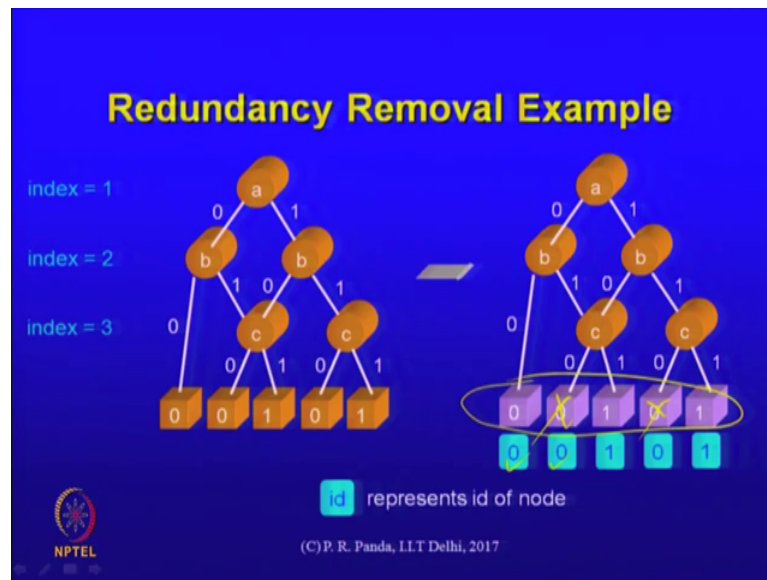 Redundancy Removal Example
index = 1
a
a
0
1
0
1
index = 2
b
b
b
b
0
1
0
1
0
1
0
1
index = 3
c
c
c
c
0
1
0
1
0
1
0
1
0
0
1
0
1
0
0
1
0
1
0
0
1
0
1
id represents id of node
NPTEL
(C) P. R. Panda, I.I.T Delhi, 2017